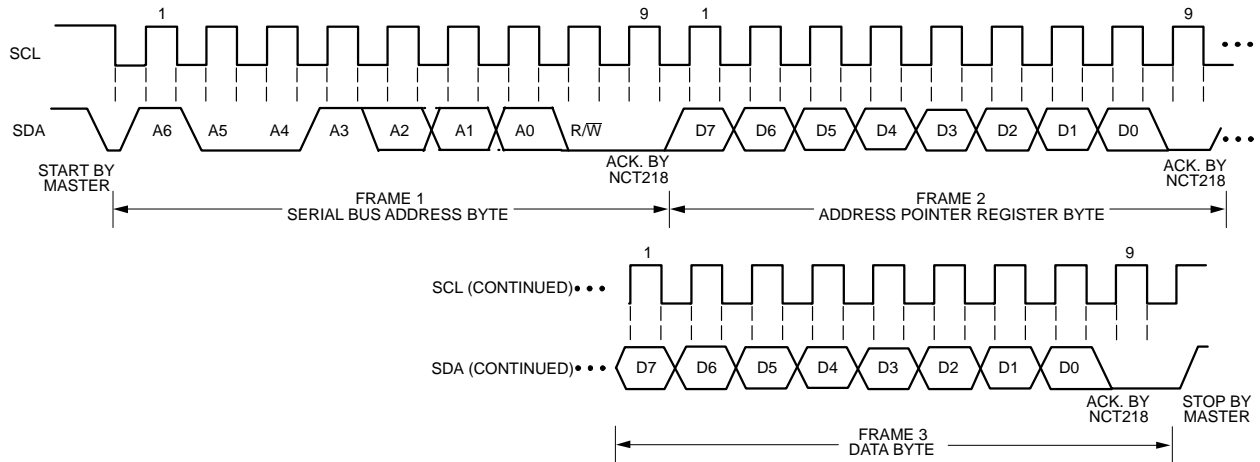 1 9 1 9
SCL
SDA A6 A5 A4 A3 A2 A1 A0 R/W̅ D7 D6 D5 D4 D3 D2 D1 D0
START BY
MASTER
ACK. BY
NCT218
ACK. BY
NCT218
FRAME 1
SERIAL BUS ADDRESS BYTE
FRAME 2
ADDRESS POINTER REGISTER BYTE
1 9
SCL (CONTINUED)
SDA (CONTINUED) D7 D6 D5 D4 D3 D2 D1 D0
ACK. BY
NCT218
STOP BY
MASTER
FRAME 3
DATA BYTE